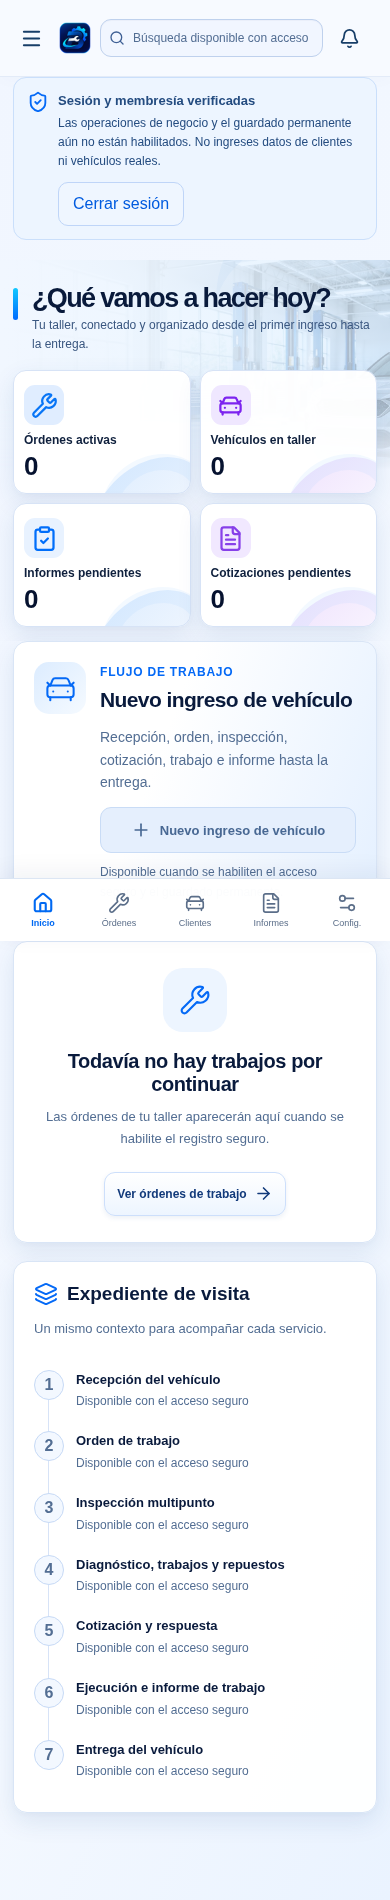 Búsqueda disponible con acceso
Sesión y membresía verificadas
Las operaciones de negocio y el guardado permanente
aún no están habilitados. No ingreses datos de clientes
ni vehículos reales.
Cerrar sesión
¿Qué vamos a hacer hoy?
Tu taller, conectado y organizado desde el primer ingreso hasta
la entrega.
Órdenes activas
0
Vehículos en taller
0
Informes pendientes
0
Cotizaciones pendientes
0
FLUJO DE TRABAJO
Nuevo ingreso de vehículo
Recepción, orden, inspección,
cotización, trabajo e informe hasta la
entrega.
Nuevo ingreso de vehículo
Disponible cuando se habiliten el acceso
Inicio
Órdenes
Clientes
Informes
Config.
Todavía no hay trabajos por
continuar
Las órdenes de tu taller aparecerán aquí cuando se
habilite el registro seguro.
Ver órdenes de trabajo
Expediente de visita
Un mismo contexto para acompañar cada servicio.
1
Recepción del vehículo
Disponible con el acceso seguro
2
Orden de trabajo
Disponible con el acceso seguro
3
Inspección multipunto
Disponible con el acceso seguro
4
Diagnóstico, trabajos y repuestos
Disponible con el acceso seguro
5
Cotización y respuesta
Disponible con el acceso seguro
6
Ejecución e informe de trabajo
Disponible con el acceso seguro
7
Entrega del vehículo
Disponible con el acceso seguro